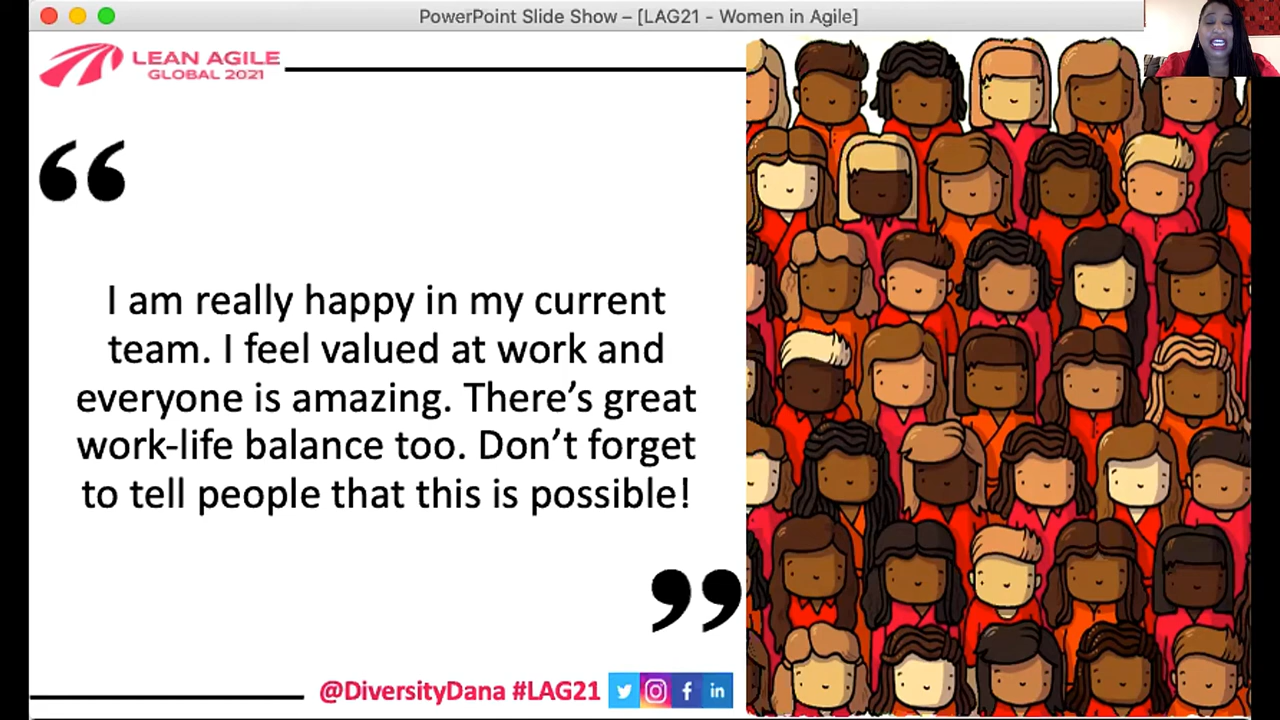 PowerPoint Slide Show – [LAG21 - Women in Agile]
LEAN AGILE
GLOBAL 2021
“
I am really happy in my current
team. I feel valued at work and
everyone is amazing. There’s great
work-life balance too. Don’t forget
to tell people that this is possible!
”
@DiversityDana #LAG21